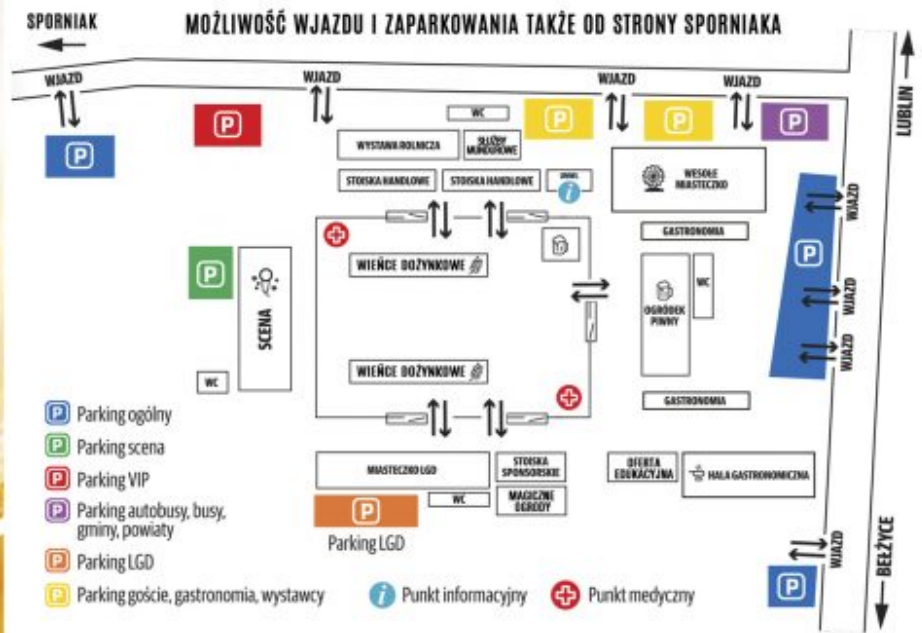 SPORNIAK
MOŻLIWOŚĆ WJAZDU I ZAPARKOWANIA TAKŻE OD STRONY SPORNIAKA
WJAZD
WJAZD
WJAZD
WJAZD
LUBLIN
P
P
P
P
P
WC
WYSTAWA ROLNICZA
SŁUŻBY
MUNDUROWE
STOISKA HANDLOWE
STOISKA HANDLOWE
i
WESOŁE
MIASTECZKO
WJAZD
GASTRONOMIA
P
P
SCENA
WIEŃCE DOŻYNKOWE
OGRÓDEK
PIWNY
WC
WJAZD
WJAZD
WC
WIEŃCE DOŻYNKOWE
GASTRONOMIA
MIASTECZKO LGD
STOISKA
SPONSORSKIE
OFERTA
EDUKACYJNA
HALA GASTRONOMICZNA
WC
MAGICZNE
OGRODY
P
Parking LGD
WJAZD
P
BEŁŻYCE
P Parking ogólny
P Parking scena
P Parking VIP
P Parking autobusy, busy,
gminy, powiaty
P Parking LGD
P Parking goście, gastronomia, wystawcy
i Punkt informacyjny
Punkt medyczny